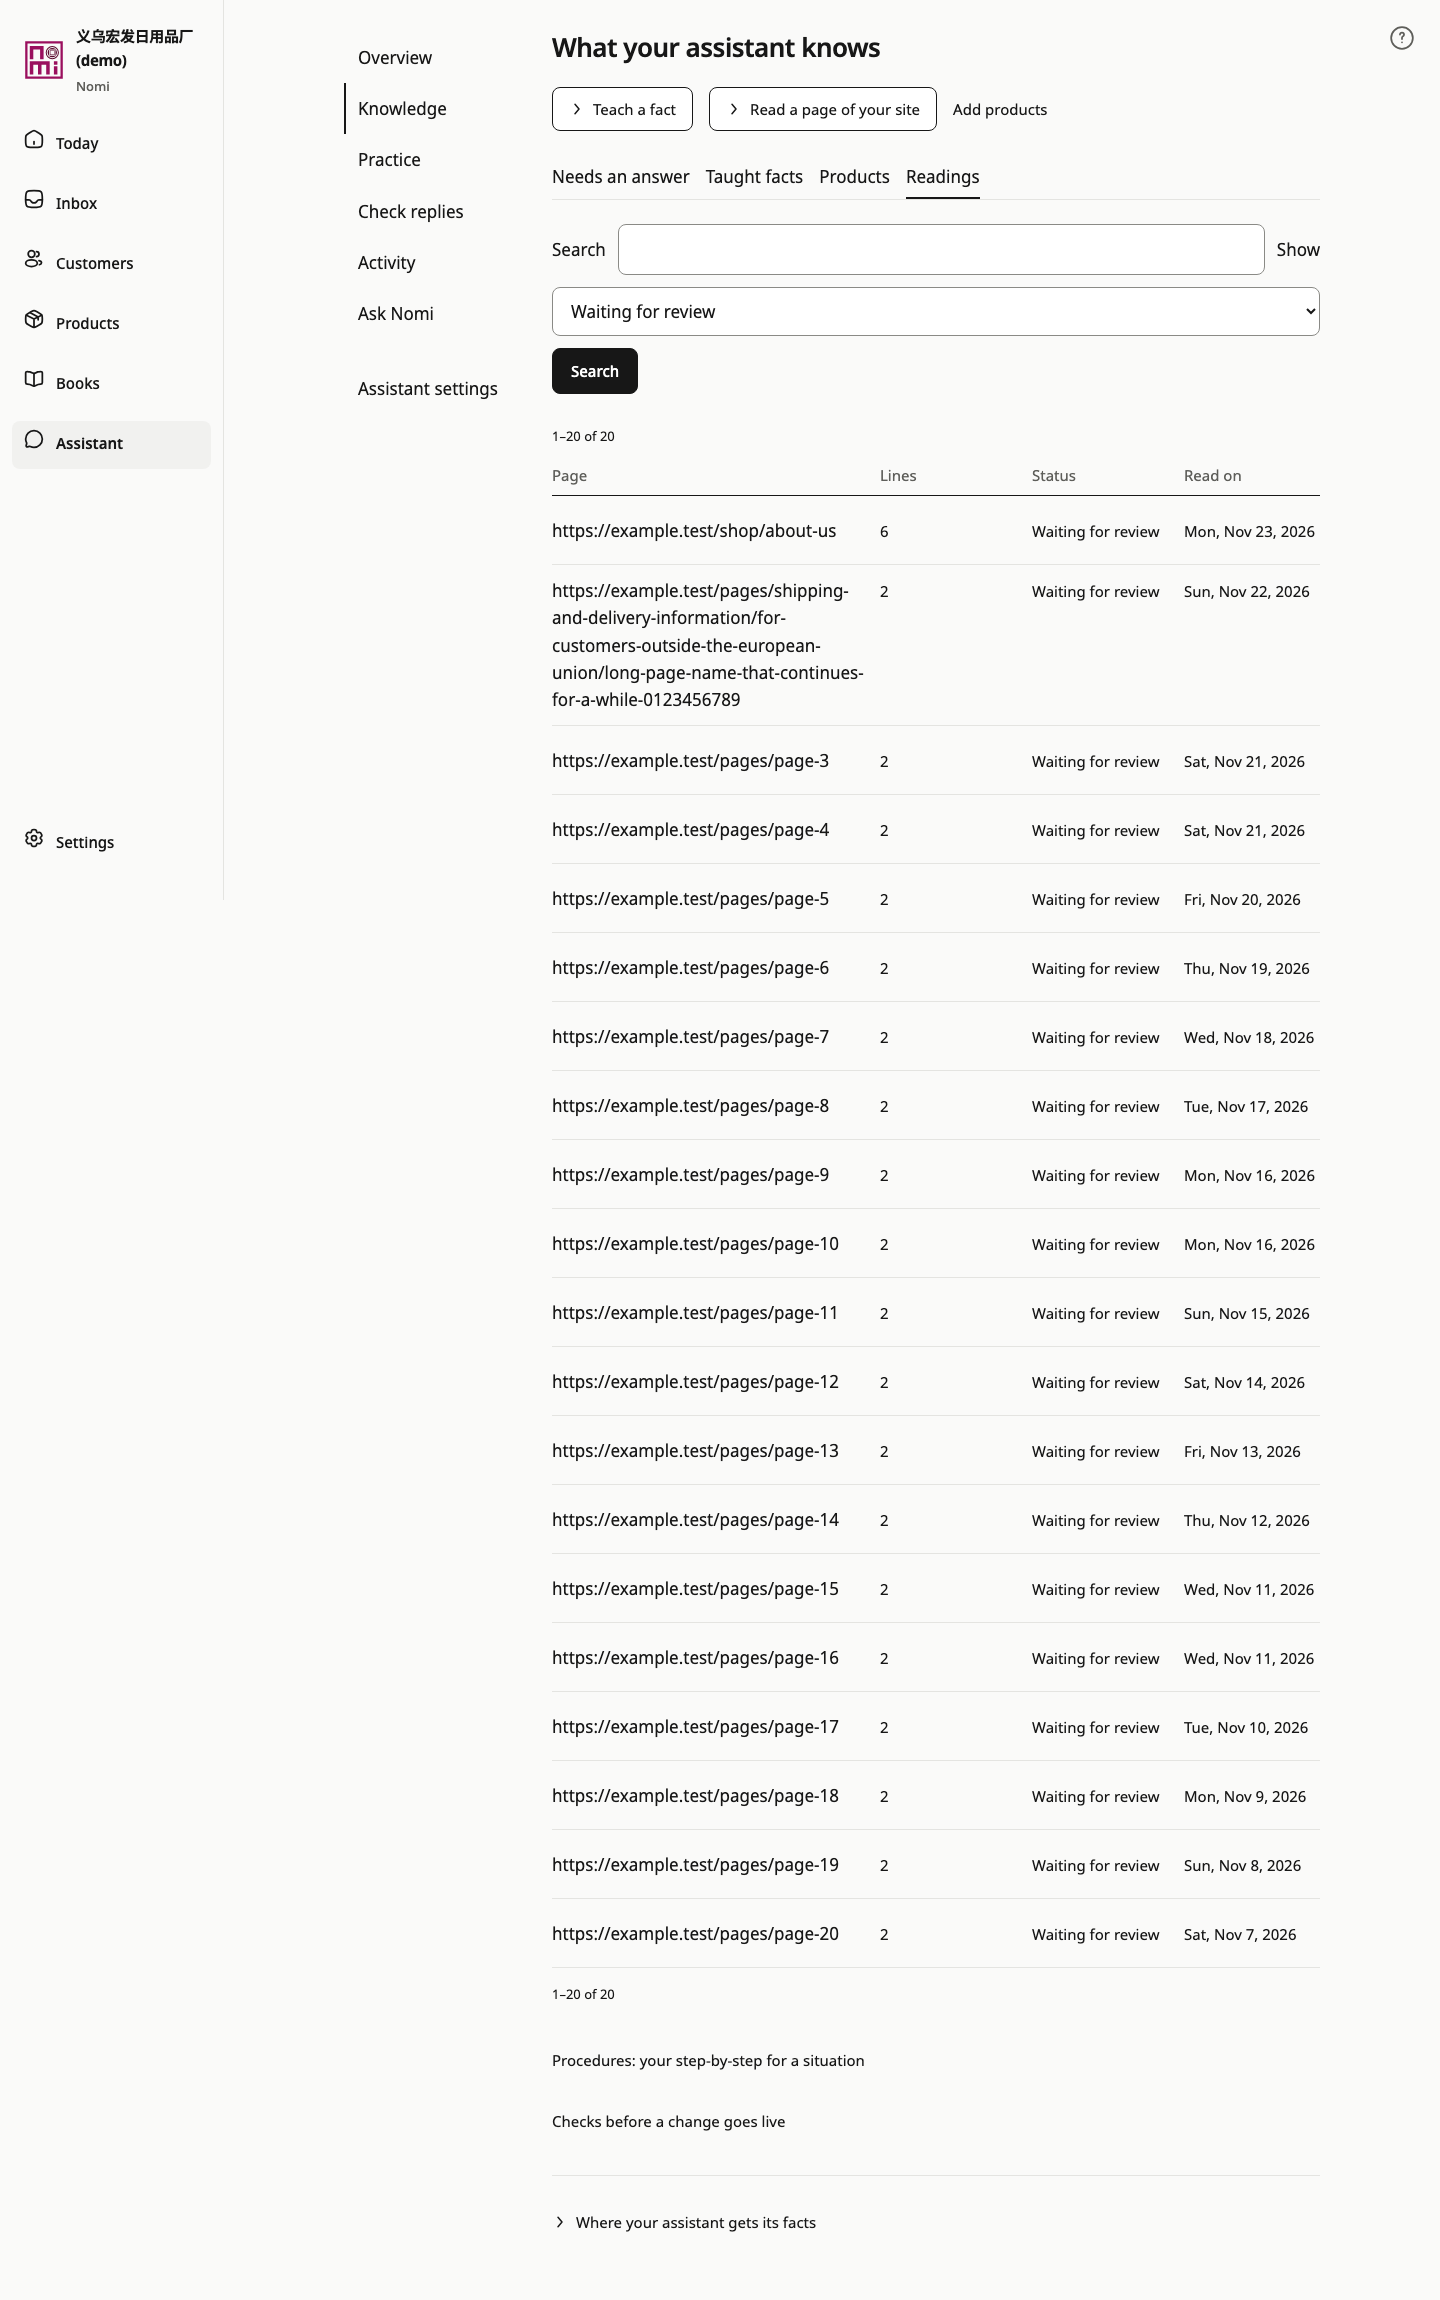 义乌宏发日用品厂
(demo)
Nomi
Today
Inbox
Customers
Products
Books
Assistant
Settings
Overview
Knowledge
Practice
Check replies
Activity
Ask Nomi
Assistant settings
What your assistant knows
Teach a fact
Read a page of your site
Add products
Needs an answer Taught facts Products Readings
Search
Show
Waiting for review
Search
1–20 of 20
Page Lines Status Read on
https://example.test/shop/about-us 6 Waiting for review Mon, Nov 23, 2026
https://example.test/pages/shipping- 2 Waiting for review Sun, Nov 22, 2026
and-delivery-information/for-
customers-outside-the-european-
union/long-page-name-that-continues-
for-a-while-0123456789
https://example.test/pages/page-3 2 Waiting for review Sat, Nov 21, 2026
https://example.test/pages/page-4 2 Waiting for review Sat, Nov 21, 2026
https://example.test/pages/page-5 2 Waiting for review Fri, Nov 20, 2026
https://example.test/pages/page-6 2 Waiting for review Thu, Nov 19, 2026
https://example.test/pages/page-7 2 Waiting for review Wed, Nov 18, 2026
https://example.test/pages/page-8 2 Waiting for review Tue, Nov 17, 2026
https://example.test/pages/page-9 2 Waiting for review Mon, Nov 16, 2026
https://example.test/pages/page-10 2 Waiting for review Mon, Nov 16, 2026
https://example.test/pages/page-11 2 Waiting for review Sun, Nov 15, 2026
https://example.test/pages/page-12 2 Waiting for review Sat, Nov 14, 2026
https://example.test/pages/page-13 2 Waiting for review Fri, Nov 13, 2026
https://example.test/pages/page-14 2 Waiting for review Thu, Nov 12, 2026
https://example.test/pages/page-15 2 Waiting for review Wed, Nov 11, 2026
https://example.test/pages/page-16 2 Waiting for review Wed, Nov 11, 2026
https://example.test/pages/page-17 2 Waiting for review Tue, Nov 10, 2026
https://example.test/pages/page-18 2 Waiting for review Mon, Nov 9, 2026
https://example.test/pages/page-19 2 Waiting for review Sun, Nov 8, 2026
https://example.test/pages/page-20 2 Waiting for review Sat, Nov 7, 2026
1–20 of 20
Procedures: your step-by-step for a situation
Checks before a change goes live
Where your assistant gets its facts